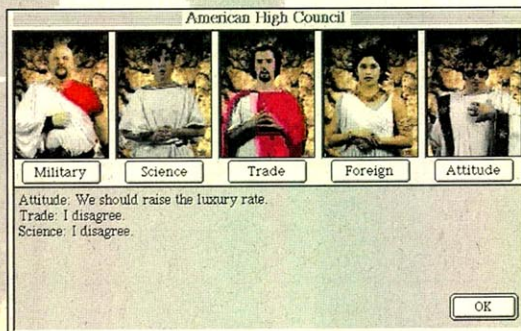 American High Council
Military
Science
Trade
Foreign
Attitude
Attitude: We should raise the luxury rate.
Trade: I disagree.
Science: I disagree.
OK